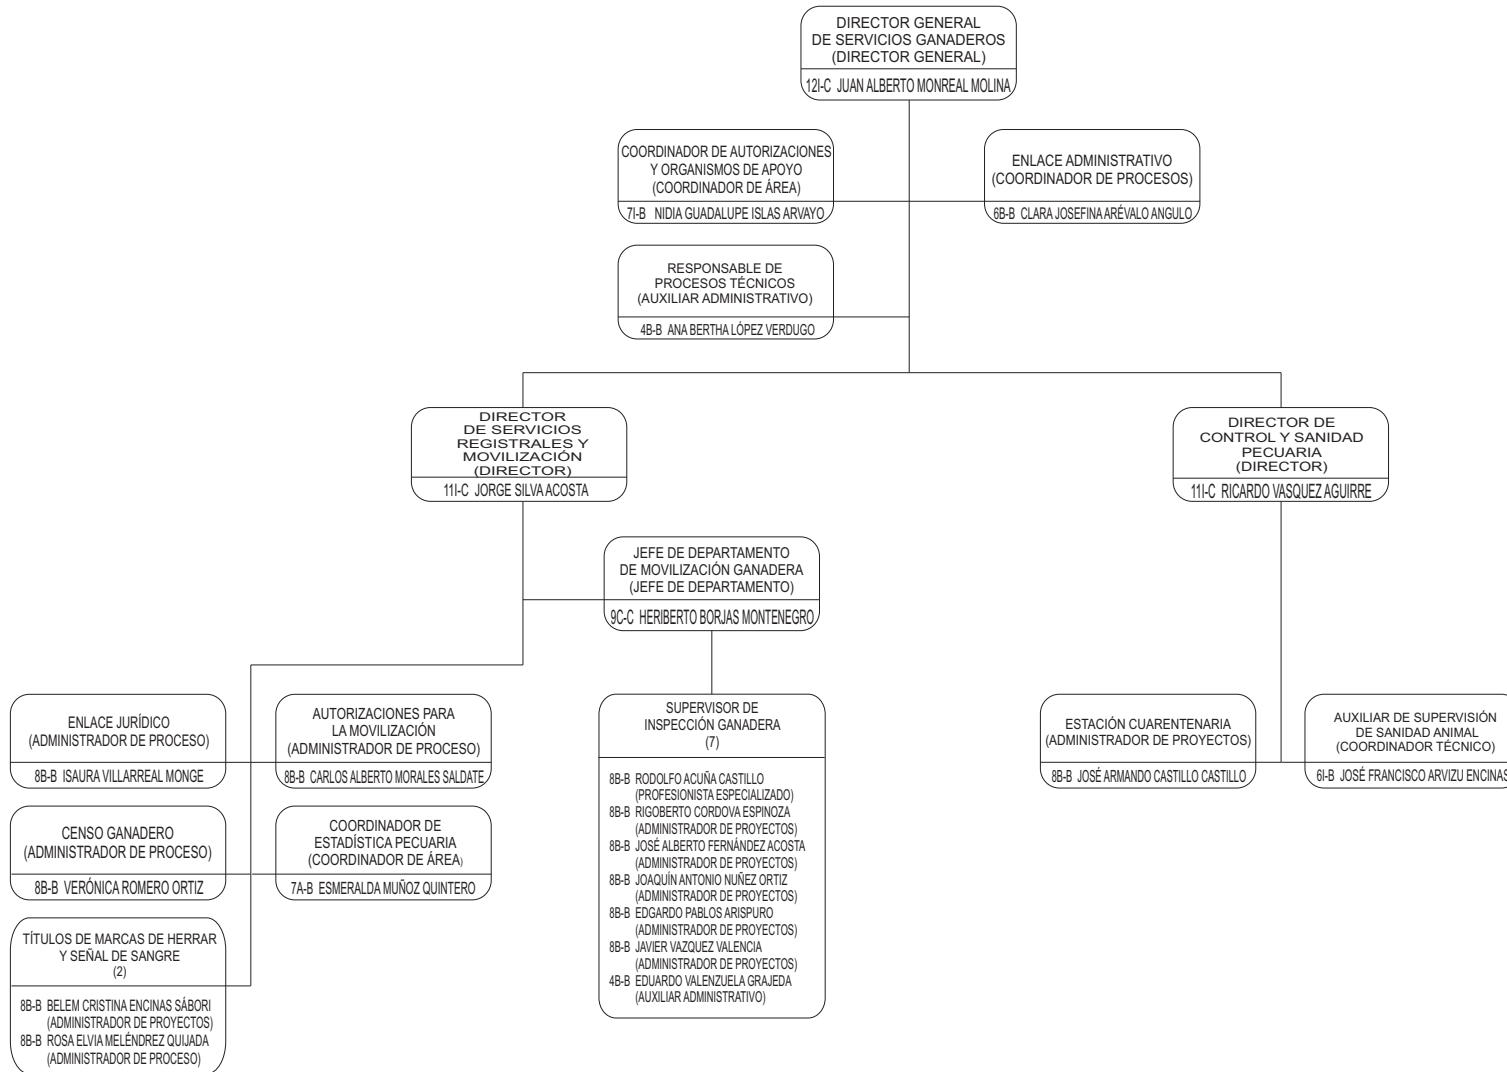 DIRECTOR GENERAL
DE SERVICIOS GANADEROS
(DIRECTOR GENERAL)
12I-C JUAN ALBERTO MONREAL MOLINA
COORDINADOR DE AUTORIZACIONES
Y ORGANISMOS DE APOYO
(COORDINADOR DE ÁREA)
7I-B NIDIA GUADALUPE ISLAS ARVAYO
ENLACE ADMINISTRATIVO
(COORDINADOR DE PROCESOS)
6B-B CLARA JOSEFINA ARÉVALO ANGULO
RESPONSABLE DE
PROCESOS TÉCNICOS
(AUXILIAR ADMINISTRATIVO)
4B-B ANA BERTHA LÓPEZ VERDUGO
DIRECTOR
DE SERVICIOS
REGISTRALES Y
MOVILIZACIÓN
(DIRECTOR)
11I-C JORGE SILVA ACOSTA
DIRECTOR DE
CONTROL Y SANIDAD
PECUARIA
(DIRECTOR)
11I-C RICARDO VASQUEZ AGUIRRE
JEFE DE DEPARTAMENTO
DE MOVILIZACIÓN GANADERA
(JEFE DE DEPARTAMENTO)
9C-C HERIBERTO BORJAS MONTENEGRO
ENLACE JURÍDICO
(ADMINISTRADOR DE PROCESO)
8B-B ISAURA VILLARREAL MONGE
AUTORIZACIONES PARA
LA MOVILIZACIÓN
(ADMINISTRADOR DE PROCESO)
8B-B CARLOS ALBERTO MORALES SALDATE
CENSO GANADERO
(ADMINISTRADOR DE PROCESO)
8B-B VERÓNICA ROMERO ORTIZ
COORDINADOR DE
ESTADÍSTICA PECUARIA
(COORDINADOR DE ÁREA)
7A-B ESMERALDA MUÑOZ QUINTERO
TÍTULOS DE MARCAS DE HERRAR
Y SEÑAL DE SANGRE
(2)
8B-B BELEM CRISTINA ENCINAS SÁBORI
(ADMINISTRADOR DE PROYECTOS)
8B-B ROSA ELVIA MELÉNDREZ QUIJADA
(ADMINISTRADOR DE PROCESO)
SUPERVISOR DE
INSPECCIÓN GANADERA
(7)
8B-B RODOLFO ACUÑA CASTILLO
(PROFESIONISTA ESPECIALIZADO)
8B-B RIGOBERTO CORDOVA ESPINOZA
(ADMINISTRADOR DE PROYECTOS)
8B-B JOSÉ ALBERTO FERNÁNDEZ ACOSTA
(ADMINISTRADOR DE PROYECTOS)
8B-B JOAQUÍN ANTONIO NUÑEZ ORTIZ
(ADMINISTRADOR DE PROYECTOS)
8B-B EDGARDO PABLOS ARISPURO
(ADMINISTRADOR DE PROYECTOS)
8B-B JAVIER VAZQUEZ VALENCIA
(ADMINISTRADOR DE PROYECTOS)
4B-B EDUARDO VALENZUELA GRAJEDA
(AUXILIAR ADMINISTRATIVO)
ESTACIÓN CUARENTENARIA
(ADMINISTRADOR DE PROYECTOS)
8B-B JOSÉ ARMANDO CASTILLO CASTILLO
AUXILIAR DE SUPERVISIÓN
DE SANIDAD ANIMAL
(COORDINADOR TÉCNICO)
6I-B JOSÉ FRANCISCO ARVIZU ENCINAS